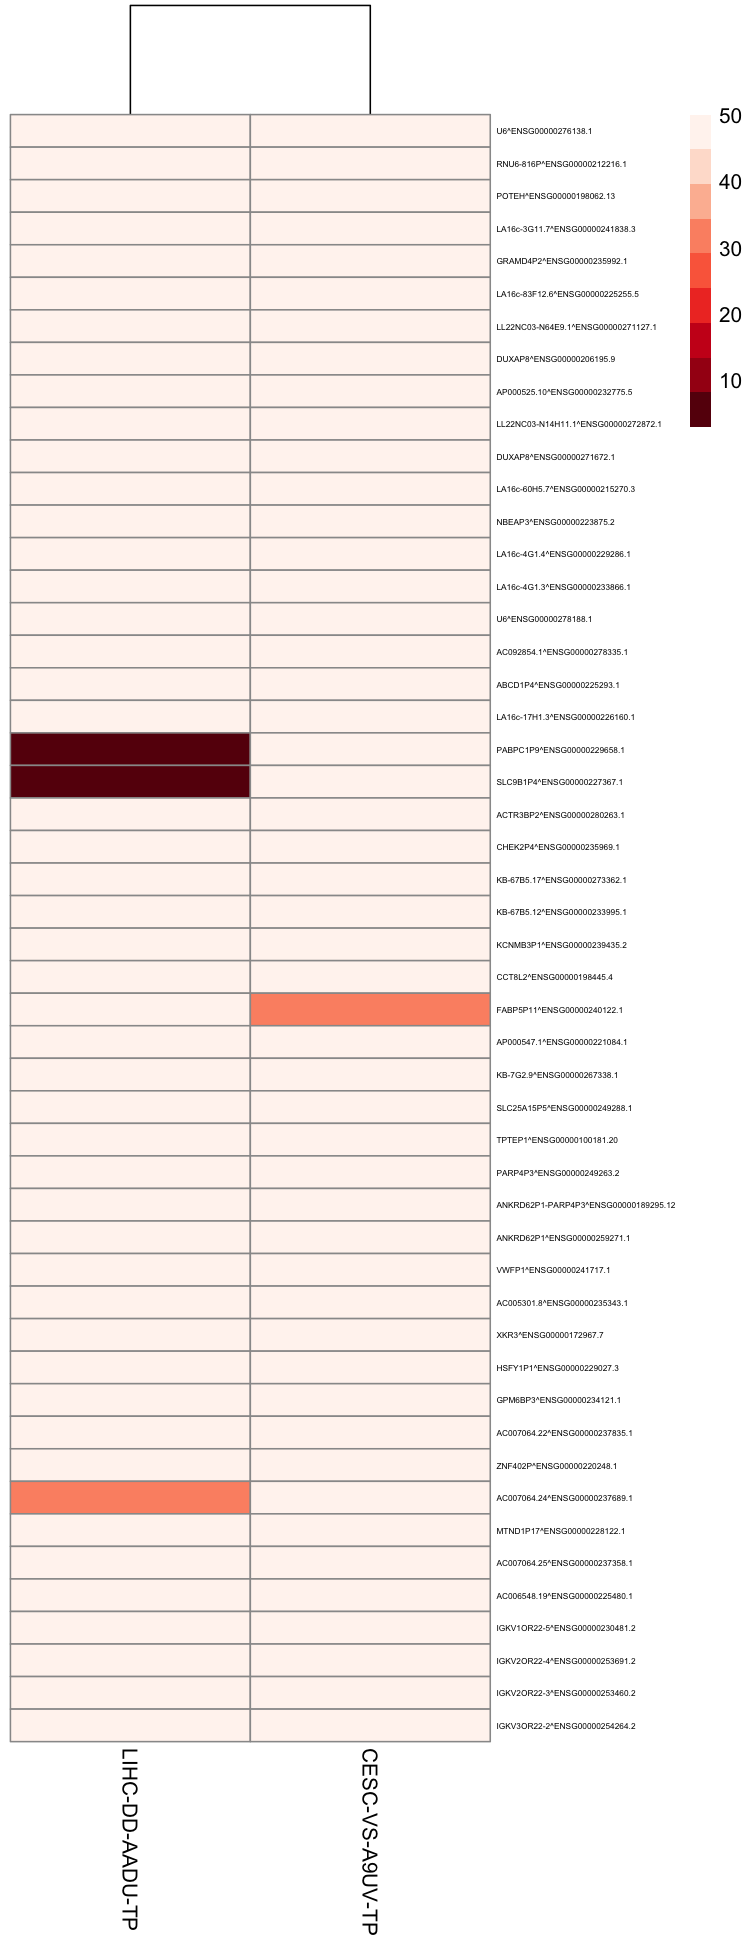 U6^ENSG00000276138.1
RNU6-816P^ENSG00000212216.1
POTEH^ENSG00000198062.13
LA16c-3G11.7^ENSG00000241838.3
GRAMD4P2^ENSG00000235992.1
LA16c-83F12.6^ENSG00000225255.5
LL22NC03-N64E9.1^ENSG00000271127.1
DUXAP8^ENSG00000206195.9
AP000525.10^ENSG00000232775.5
LL22NC03-N14H11.1^ENSG00000272872.1
DUXAP8^ENSG00000271672.1
LA16c-60H5.7^ENSG00000215270.3
NBEAP3^ENSG00000223875.2
LA16c-4G1.4^ENSG00000229286.1
LA16c-4G1.3^ENSG00000233866.1
U6^ENSG00000278188.1
AC092854.1^ENSG00000278335.1
ABCD1P4^ENSG00000225293.1
LA16c-17H1.3^ENSG00000226160.1
PABPC1P9^ENSG00000229658.1
SLC9B1P4^ENSG00000227367.1
ACTR3BP2^ENSG00000280263.1
CHEK2P4^ENSG00000235969.1
KB-67B5.17^ENSG00000273362.1
KB-67B5.12^ENSG00000233995.1
KCNMB3P1^ENSG00000239435.2
CCT8L2^ENSG00000198445.4
FABP5P11^ENSG00000240122.1
AP000547.1^ENSG00000221084.1
KB-7G2.9^ENSG00000267338.1
SLC25A15P5^ENSG00000249288.1
TPTEP1^ENSG00000100181.20
PARP4P3^ENSG00000249263.2
ANKRD62P1-PARP4P3^ENSG00000189295.12
ANKRD62P1^ENSG00000259271.1
VWFP1^ENSG00000241717.1
AC005301.8^ENSG00000235343.1
XKR3^ENSG00000172967.7
HSFY1P1^ENSG00000229027.3
GPM6BP3^ENSG00000234121.1
AC007064.22^ENSG00000237835.1
ZNF402P^ENSG00000220248.1
AC007064.24^ENSG00000237689.1
MTND1P17^ENSG00000228122.1
AC007064.25^ENSG00000237358.1
AC006548.19^ENSG00000225480.1
IGKV1OR22-5^ENSG00000230481.2
IGKV2OR22-4^ENSG00000253691.2
IGKV2OR22-3^ENSG00000253460.2
IGKV3OR22-2^ENSG00000254264.2
50
40
30
20
10
LIHC-DD-AADU-TP
CESC-VS-A9UV-TP